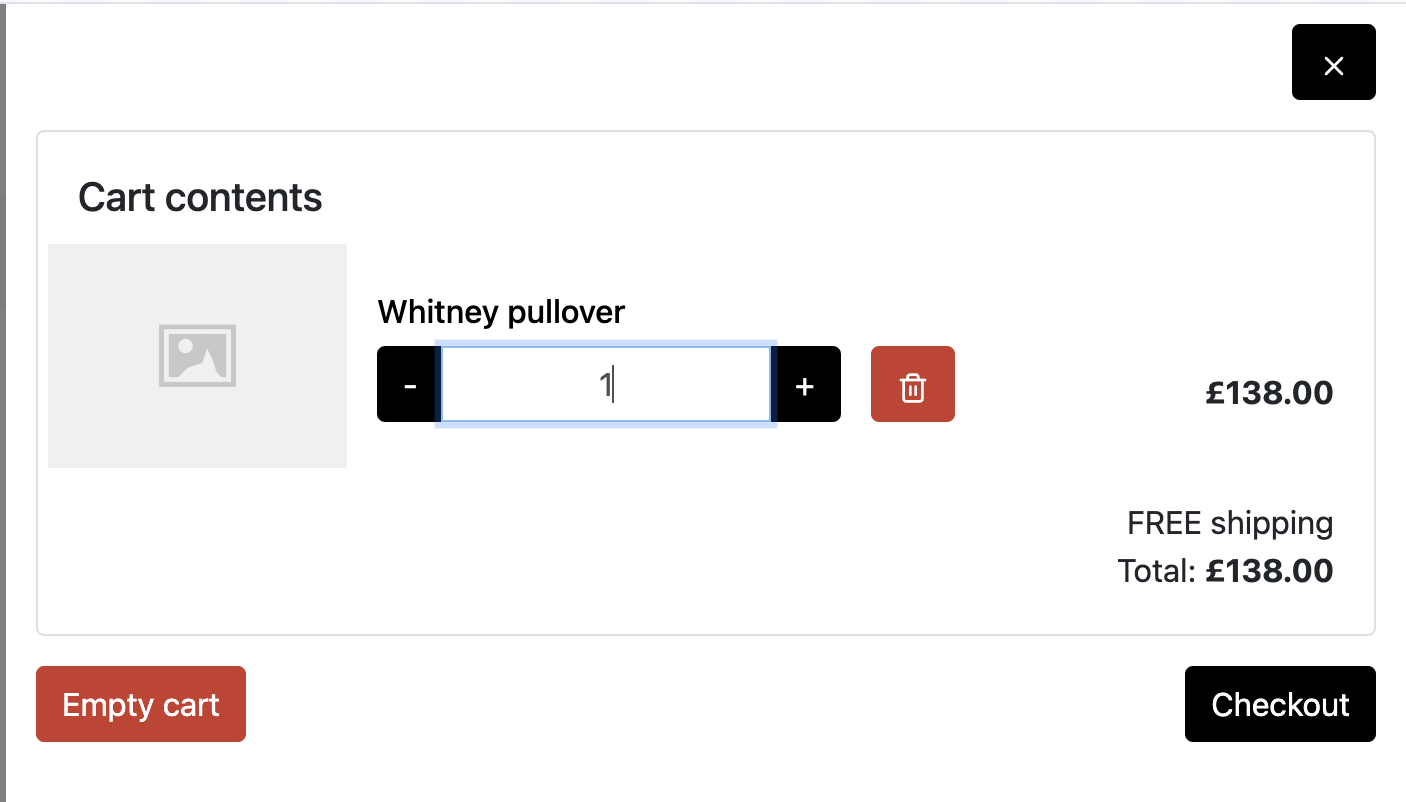 ×
Cart contents
Whitney pullover
- 1 +
£138.00
FREE shipping
Total: £138.00
Empty cart
Checkout